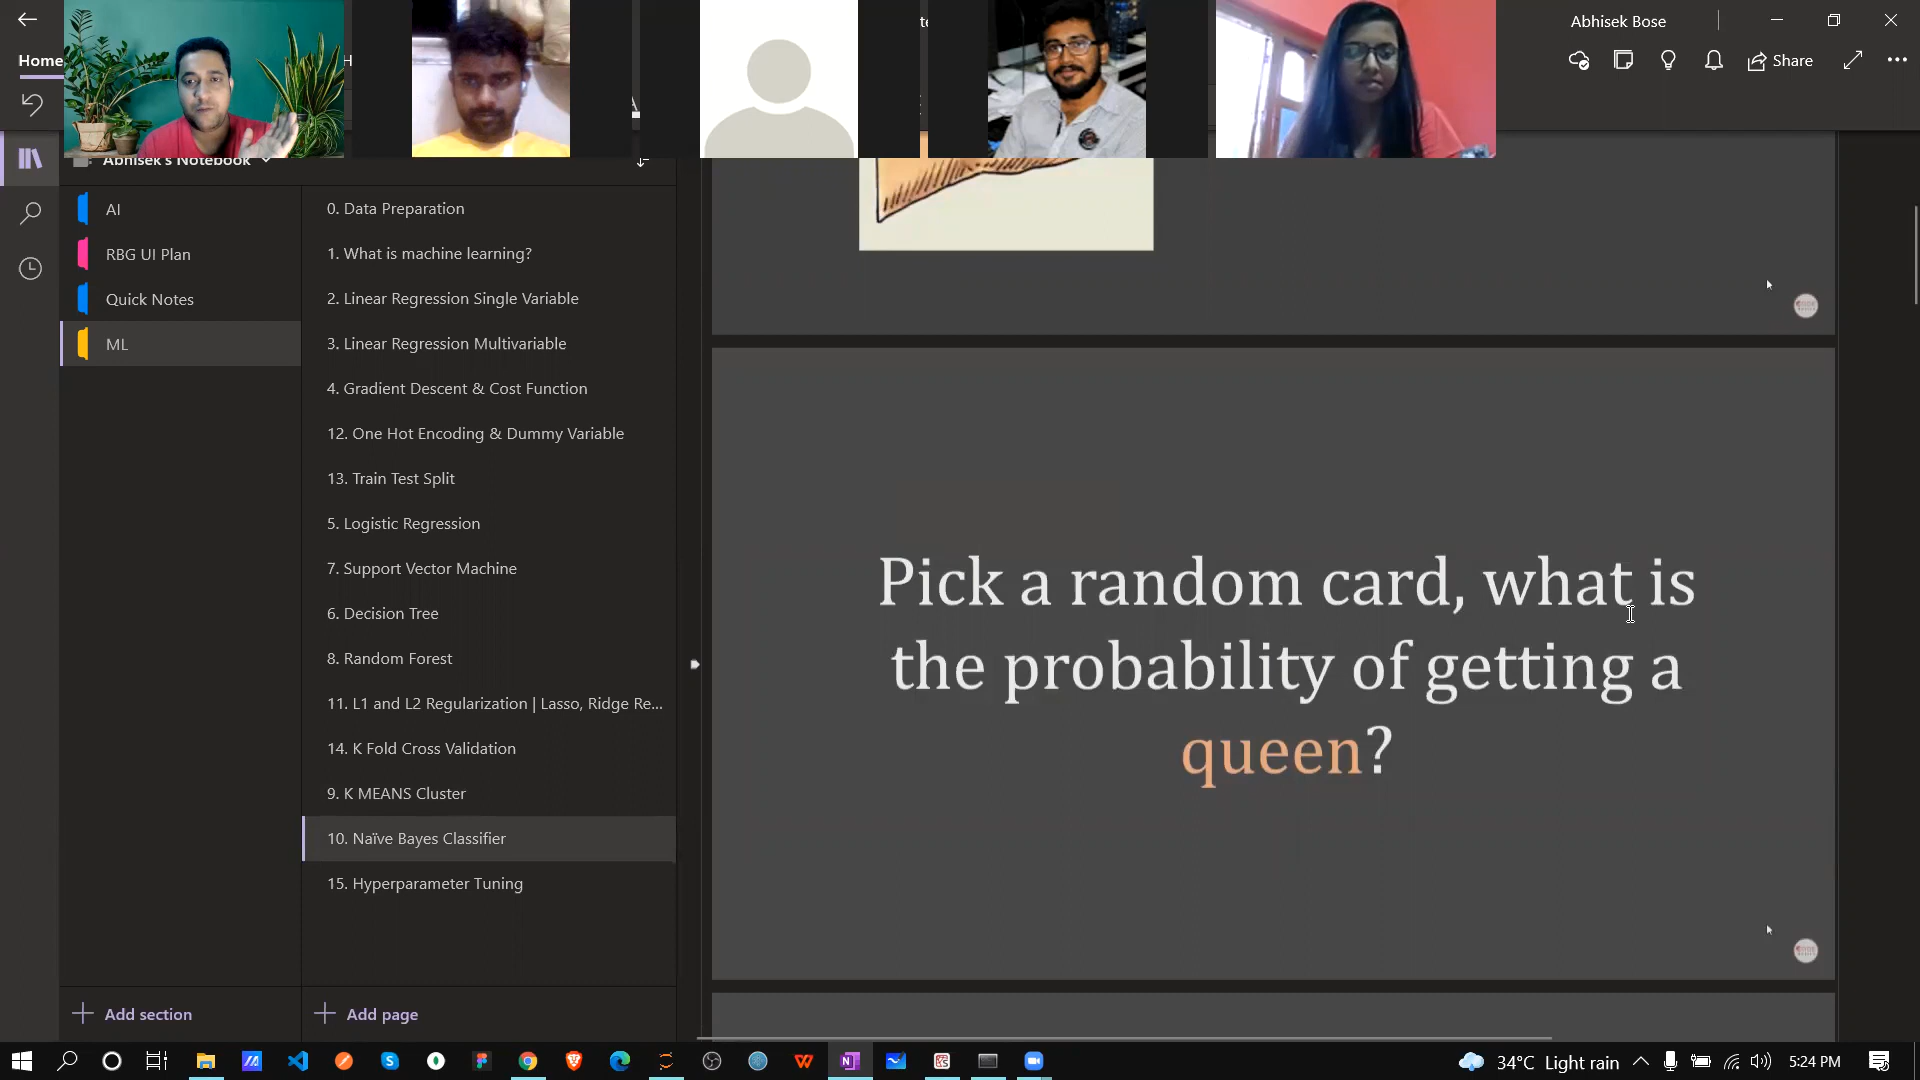 Abhisek Bose
Home
Share
Abhisek's Notebook
AI
RBG UI Plan
Quick Notes
ML
0. Data Preparation
1. What is machine learning?
2. Linear Regression Single Variable
3. Linear Regression Multivariable
4. Gradient Descent & Cost Function
12. One Hot Encoding & Dummy Variable
13. Train Test Split
5. Logistic Regression
7. Support Vector Machine
6. Decision Tree
8. Random Forest
11. L1 and L2 Regularization | Lasso, Ridge Re...
14. K Fold Cross Validation
9. K MEANS Cluster
10. Naïve Bayes Classifier
15. Hyperparameter Tuning
Add section
Add page
Pick a random card, what is
the probability of getting a
queen?
34°C Light rain
5:24 PM